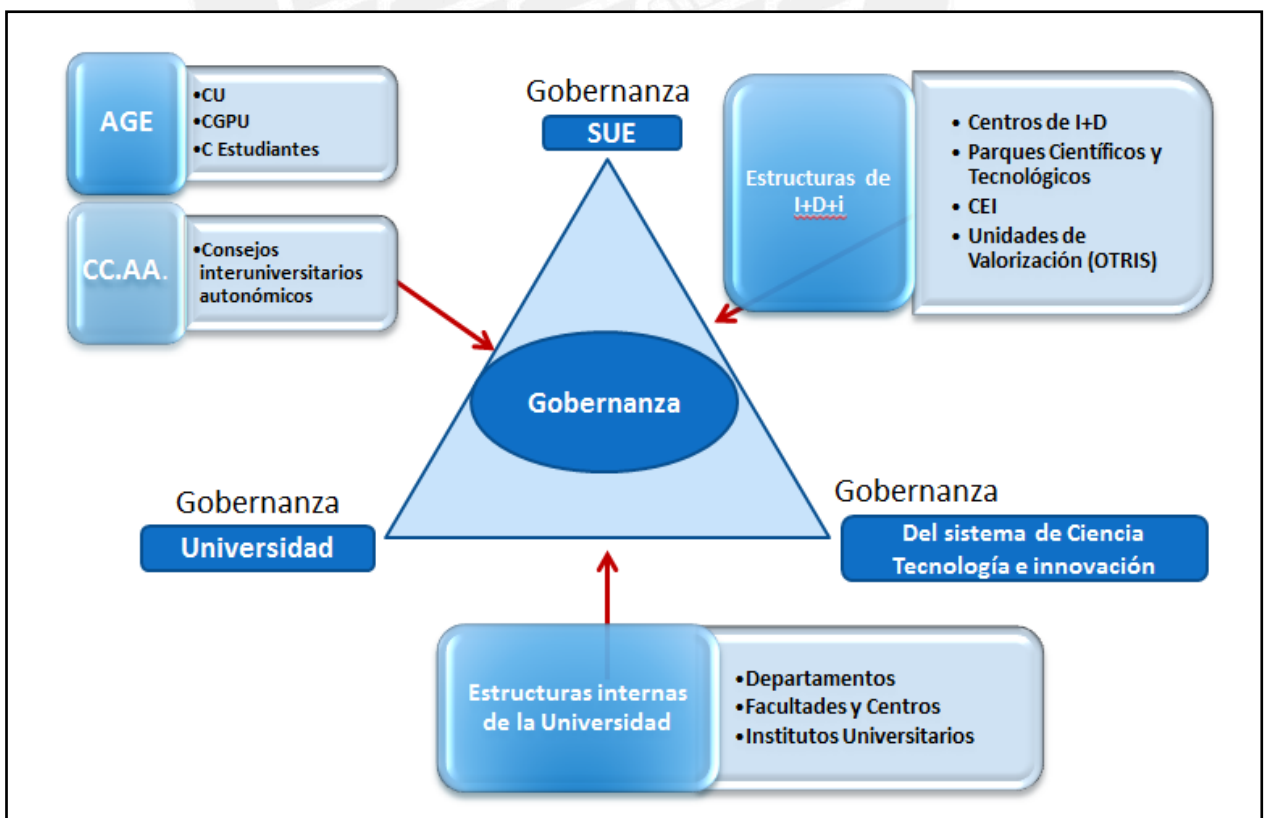 AGE
•CU
•CGPU
•C Estudiantes
CC.AA.
•Consejos
interuniversitarios
autonómicos
Gobernanza
SUE
Estructuras de
I+D+i
• Centros de I+D
• Parques Científicos y
Tecnológicos
• CEI
• Unidades de
Valorización (OTRIS)
Gobernanza
Gobernanza
Universidad
Gobernanza
Del sistema de Ciencia
Tecnología e innovación
Estructuras internas
de la Universidad
•Departamentos
•Facultades y Centros
•Institutos Universitarios